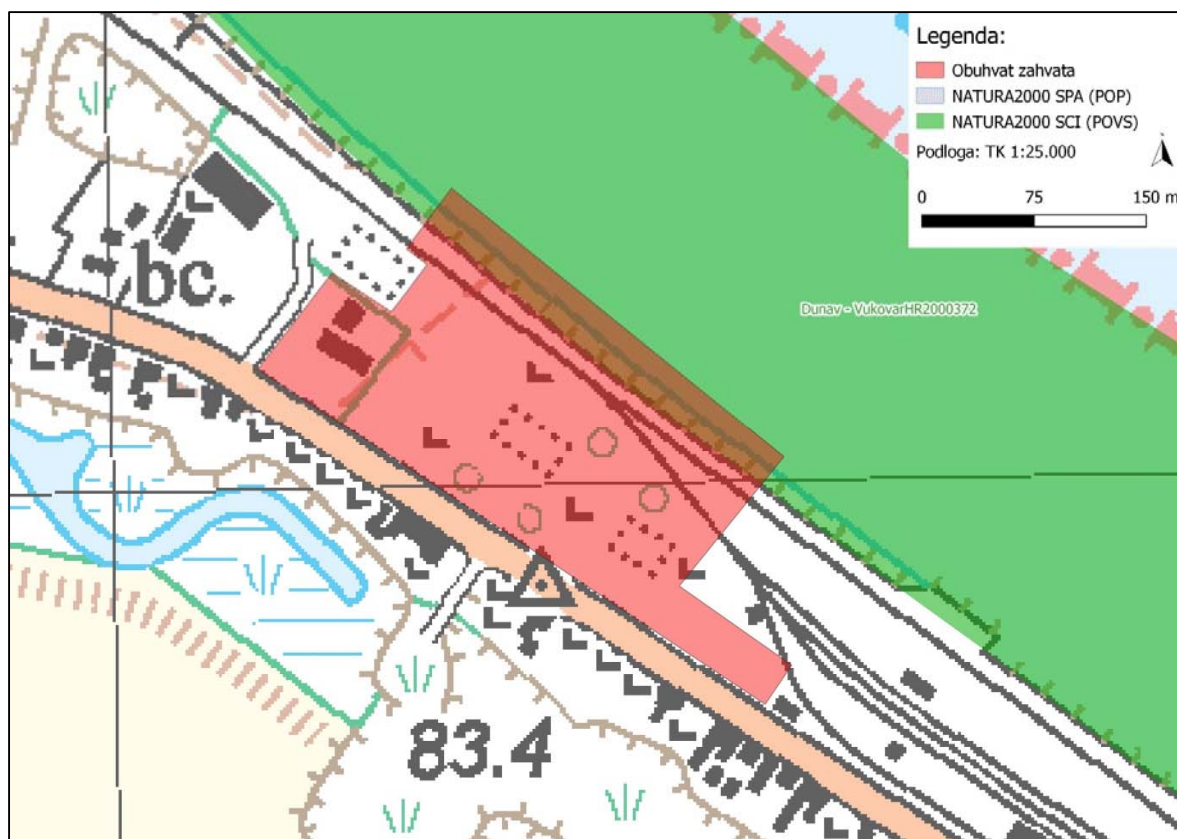 Legenda:
Obuhvat zahvata
NATURA2000 SPA (POP)
NATURA2000 SCI (POVS)
Podloga: TK 1:25.000
0 75 150 m
bc.
Dunav - VukovarHR2000372
83.4